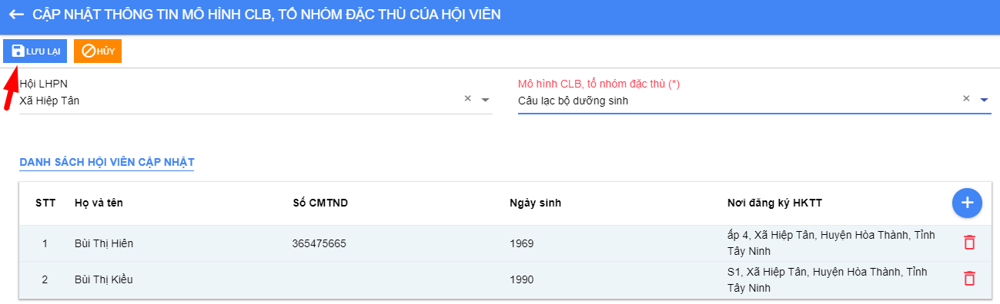 CẬP NHẬT THÔNG TIN MÔ HÌNH CLB, TỔ NHÓM ĐẶC THÙ CỦA HỘI VIÊN
LƯU LẠI HỦY
Hội LHPN Mô hình CLB, tổ nhóm đặc thù (*)
Xã Hiệp Tân Câu lạc bộ dưỡng sinh
DANH SÁCH HỘI VIÊN CẬP NHẬT
STT Họ và tên Số CMTND Ngày sinh Nơi đăng ký HKTT
1 Bùi Thị Hiên 365475665 1969 ấp 4, Xã Hiệp Tân, Huyện Hòa Thành, Tỉnh
Tây Ninh
2 Bùi Thị Kiều 1990 S1, Xã Hiệp Tân, Huyện Hòa Thành, Tỉnh
Tây Ninh